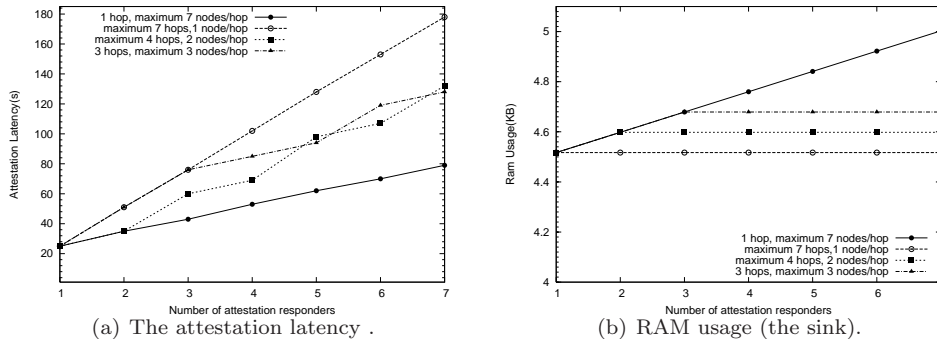 180
160
140
120
100
80
60
40
20
Attestation Latency(s)
1 hop, maximum 7 nodes/hop
maximum 7 hops,1 node/hop
maximum 4 hops, 2 nodes/hop
3 hops, maximum 3 nodes/hop
1 2 3 4 5 6 7
Number of attestation responders
(a) The attestation latency .
5
4.8
4.6
4.4
4.2
4
Ram Usage(KB)
1 hop, maximum 7 nodes/hop
maximum 7 hops,1 node/hop
maximum 4 hops, 2 nodes/hop
3 hops, maximum 3 nodes/hop
1 2 3 4 5 6
Number of attestation responders
(b) RAM usage (the sink).